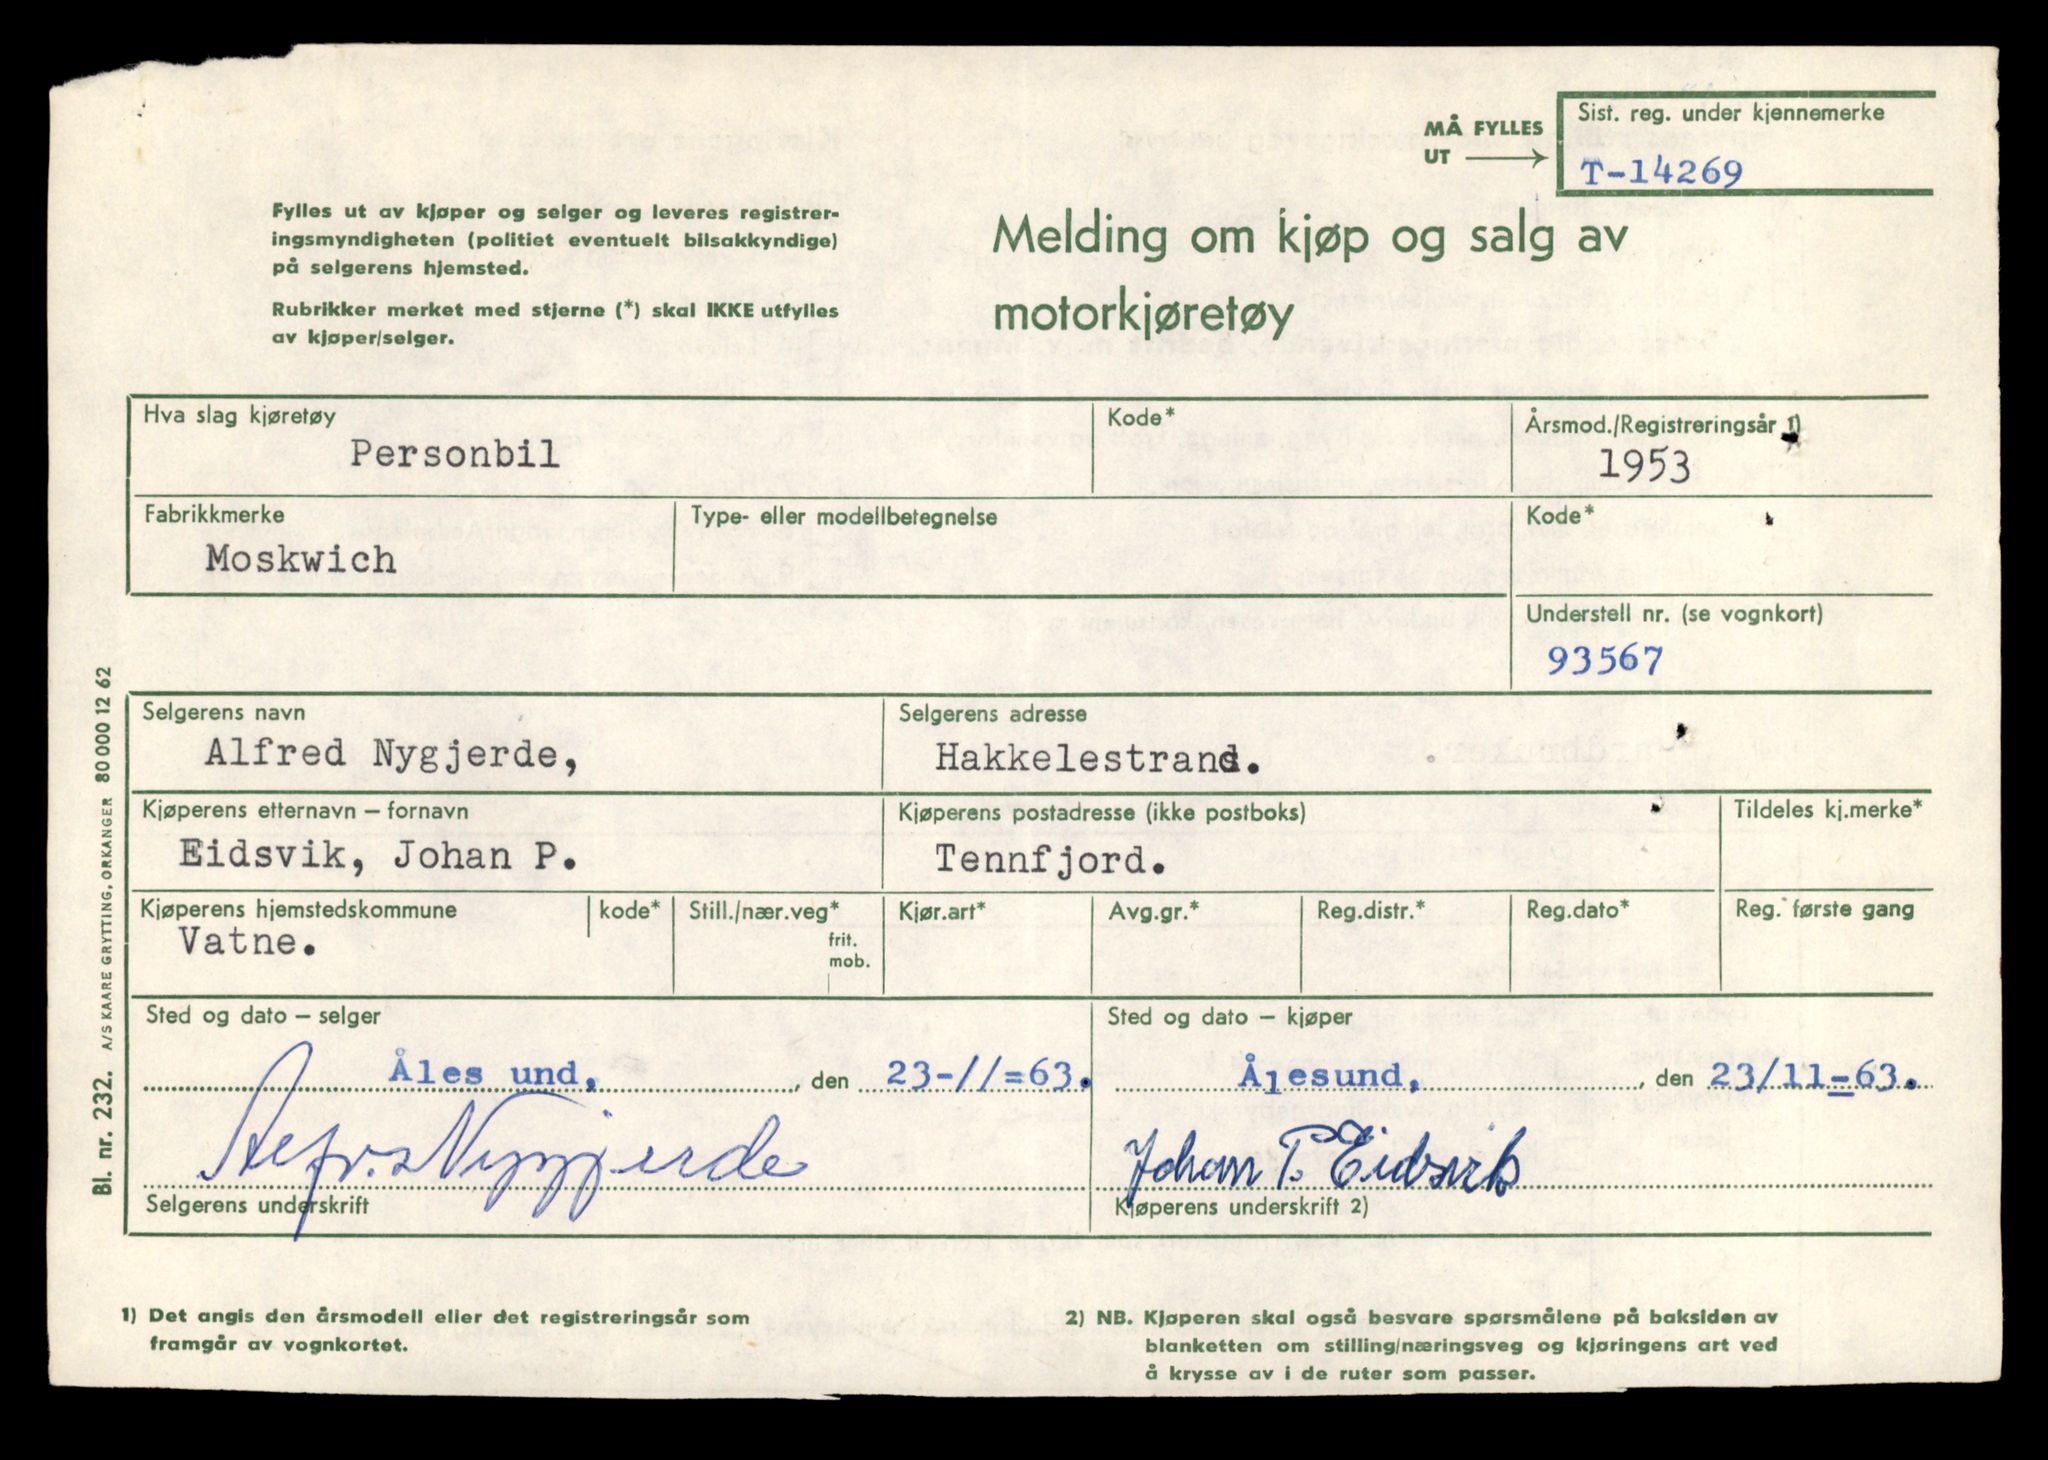 MÅ FYLLES
UT
Sist. reg. under kjennemerke
T-14269
Fylles ut av kjøper og selger og leveres registrer-
ingsmyndigheten (politiet eventuelt bilsakkyndige)
på selgerens hjemsted.
Rubrikker merket med stjerne (*) skal IKKE utfylles
av kjøper/selger.
Melding om kjøp og salg av
motorkjøretøy
Hva slag kjøretøy
Personbil
Kode*
Årsmod./Registreringsår 1)
1953
Fabrikkmerke
Moskwich
Type- eller modellbetegnelse
Kode*
Understell nr. (se vognkort)
93567
Selgerens navn
Alfred Nygjerde,
Selgerens adresse
Hakkelestrand.
Kjøperens etternavn – fornavn
Eidsvik, Johan P.
Kjøperens postadresse (ikke postboks)
Tennfjord.
Tildeles kj.merke*
Kjøperens hjemstedskommune
Vatne.
kode*
Still./nær.veg*
frit.
mob.
Kjør.art*
Avg.gr.*
Reg.distr.*
Reg.dato*
Reg. første gang
Sted og dato – selger
Åles und, , den 23-//=63.
Alfr. Nygjerde
Selgerens underskrift
Sted og dato – kjøper
Ålesund, , den 23/11-63.
Johan P. Eidsvik
Kjøperens underskrift 2)
Bl. nr. 232. A/S KAARE GRYTTING, ORKANGER 80 000 12 62
1) Det angis den årsmodell eller det registreringsår som
framgår av vognkortet.
2) NB. Kjøperen skal også besvare spørsmålene på baksiden av
blanketten om stilling/næringsveg og kjøringens art ved
å krysse av i de ruter som passer.